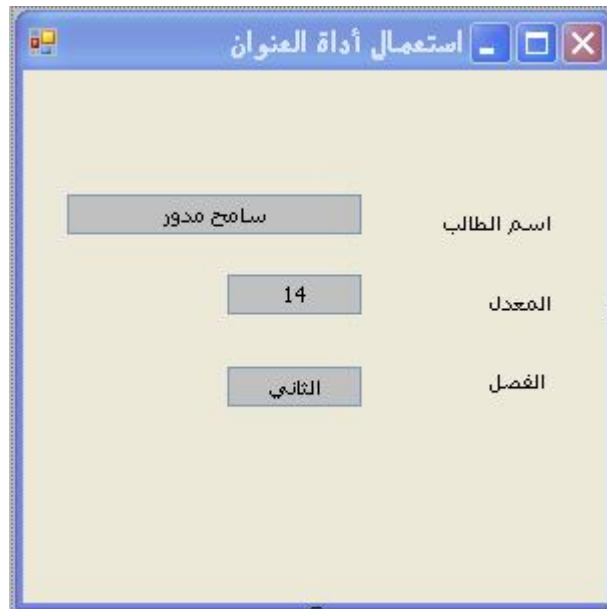 استعمال أداة العنوان
اسم الطالب سامح مدور
المعدل 14
الفصل الثاني